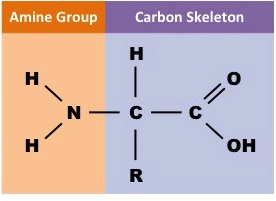 Amine Group Carbon Skeleton
H H O
N C C
H R OH